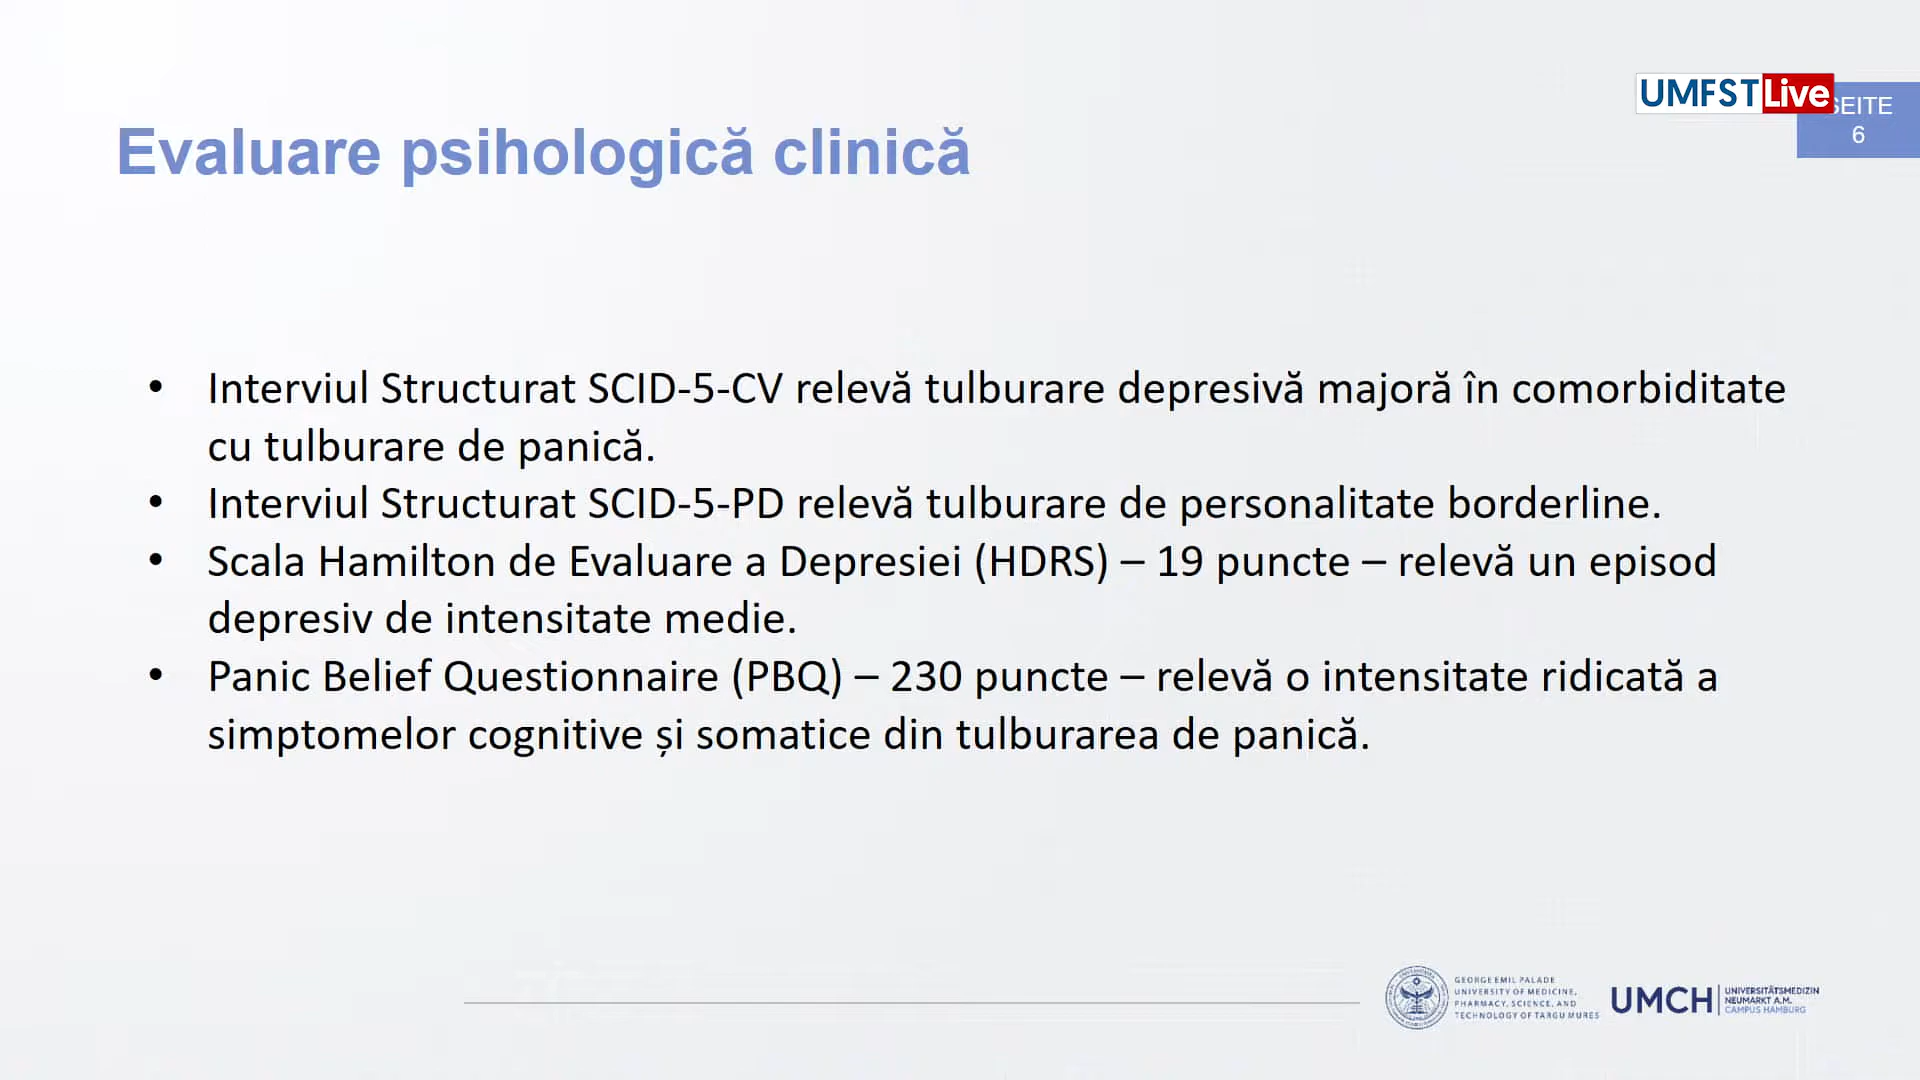 UMFST Live
SEITE
6
Evaluare psihologică clinică
• Interviul Structurat SCID-5-CV relevă tulburare depresivă majoră în comorbiditate
cu tulburare de panică.
• Interviul Structurat SCID-5-PD relevă tulburare de personalitate borderline.
• Scala Hamilton de Evaluare a Depresiei (HDRS) – 19 puncte – relevă un episod
depresiv de intensitate medie.
• Panic Belief Questionnaire (PBQ) – 230 puncte – relevă o intensitate ridicată a
simptomelor cognitive și somatice din tulburarea de panică.
GEORGE EMIL PALADE
UNIVERSITY OF MEDICINE,
PHARMACY, SCIENCE, AND
TECHNOLOGY OF TARGU MURES
UMCH
UNIVERSITÄTSMEDIZIN
NEUMARKT A.M.
CAMPUS HAMBURG